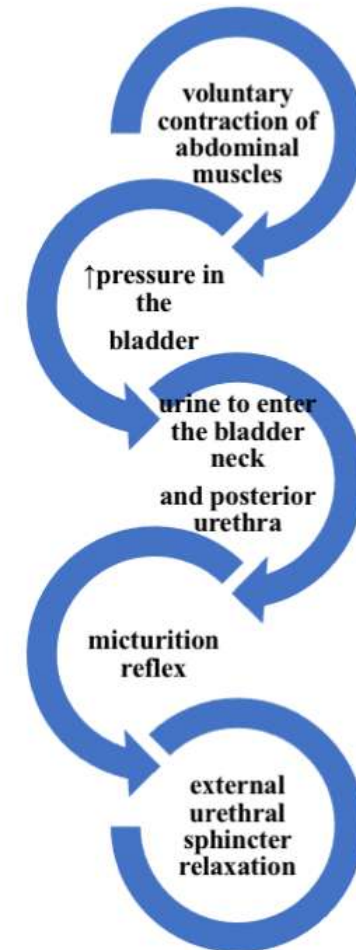 voluntary
contraction of
abdominal
muscles
↑pressure in
the
bladder
urine to enter
the bladder
neck
and posterior
urethra
micturition
reflex
external
urethral
sphincter
relaxation